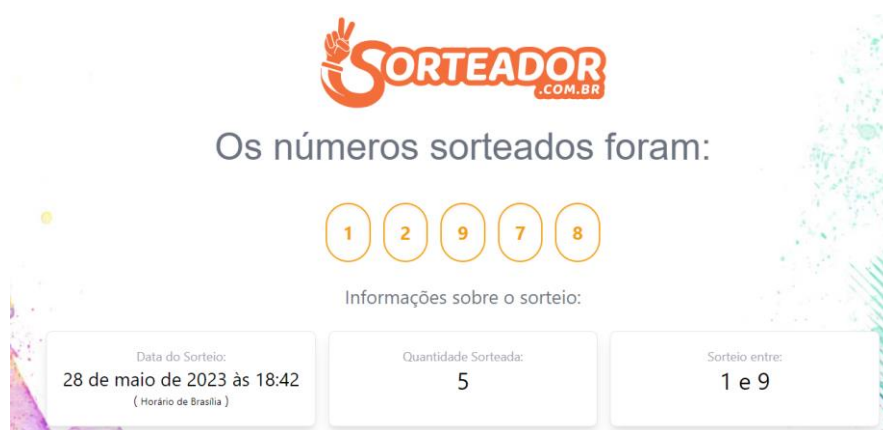 SORTEADOR
.COM.BR
Os números sorteados foram:
1 2 9 7 8
Informações sobre o sorteio:
Data do Sorteio:
28 de maio de 2023 às 18:42
( Horário de Brasília )
Quantidade Sorteada:
5
Sorteio entre:
1 e 9